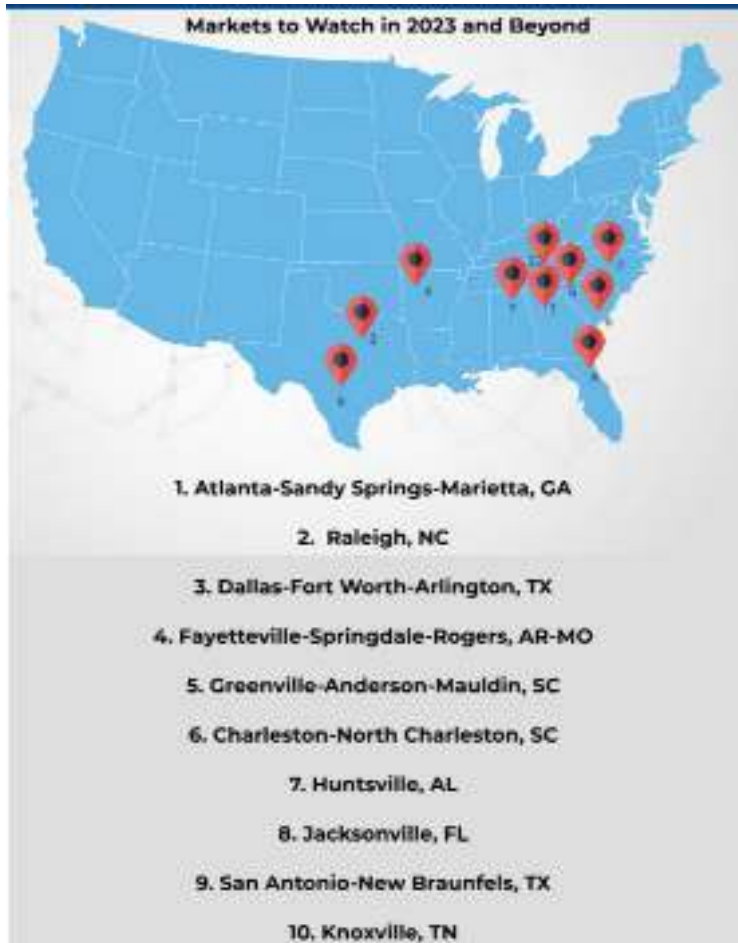 Markets to Watch in 2023 and Beyond
1. Atlanta-Sandy Springs-Marietta, GA
2. Raleigh, NC
3. Dallas-Fort Worth-Arlington, TX
4. Fayetteville-Springdale-Rogers, AR-MO
5. Greenville-Anderson-Mauldin, SC
6. Charleston-North Charleston, SC
7. Huntsville, AL
8. Jacksonville, FL
9. San Antonio-New Braunfels, TX
10. Knoxville, TN